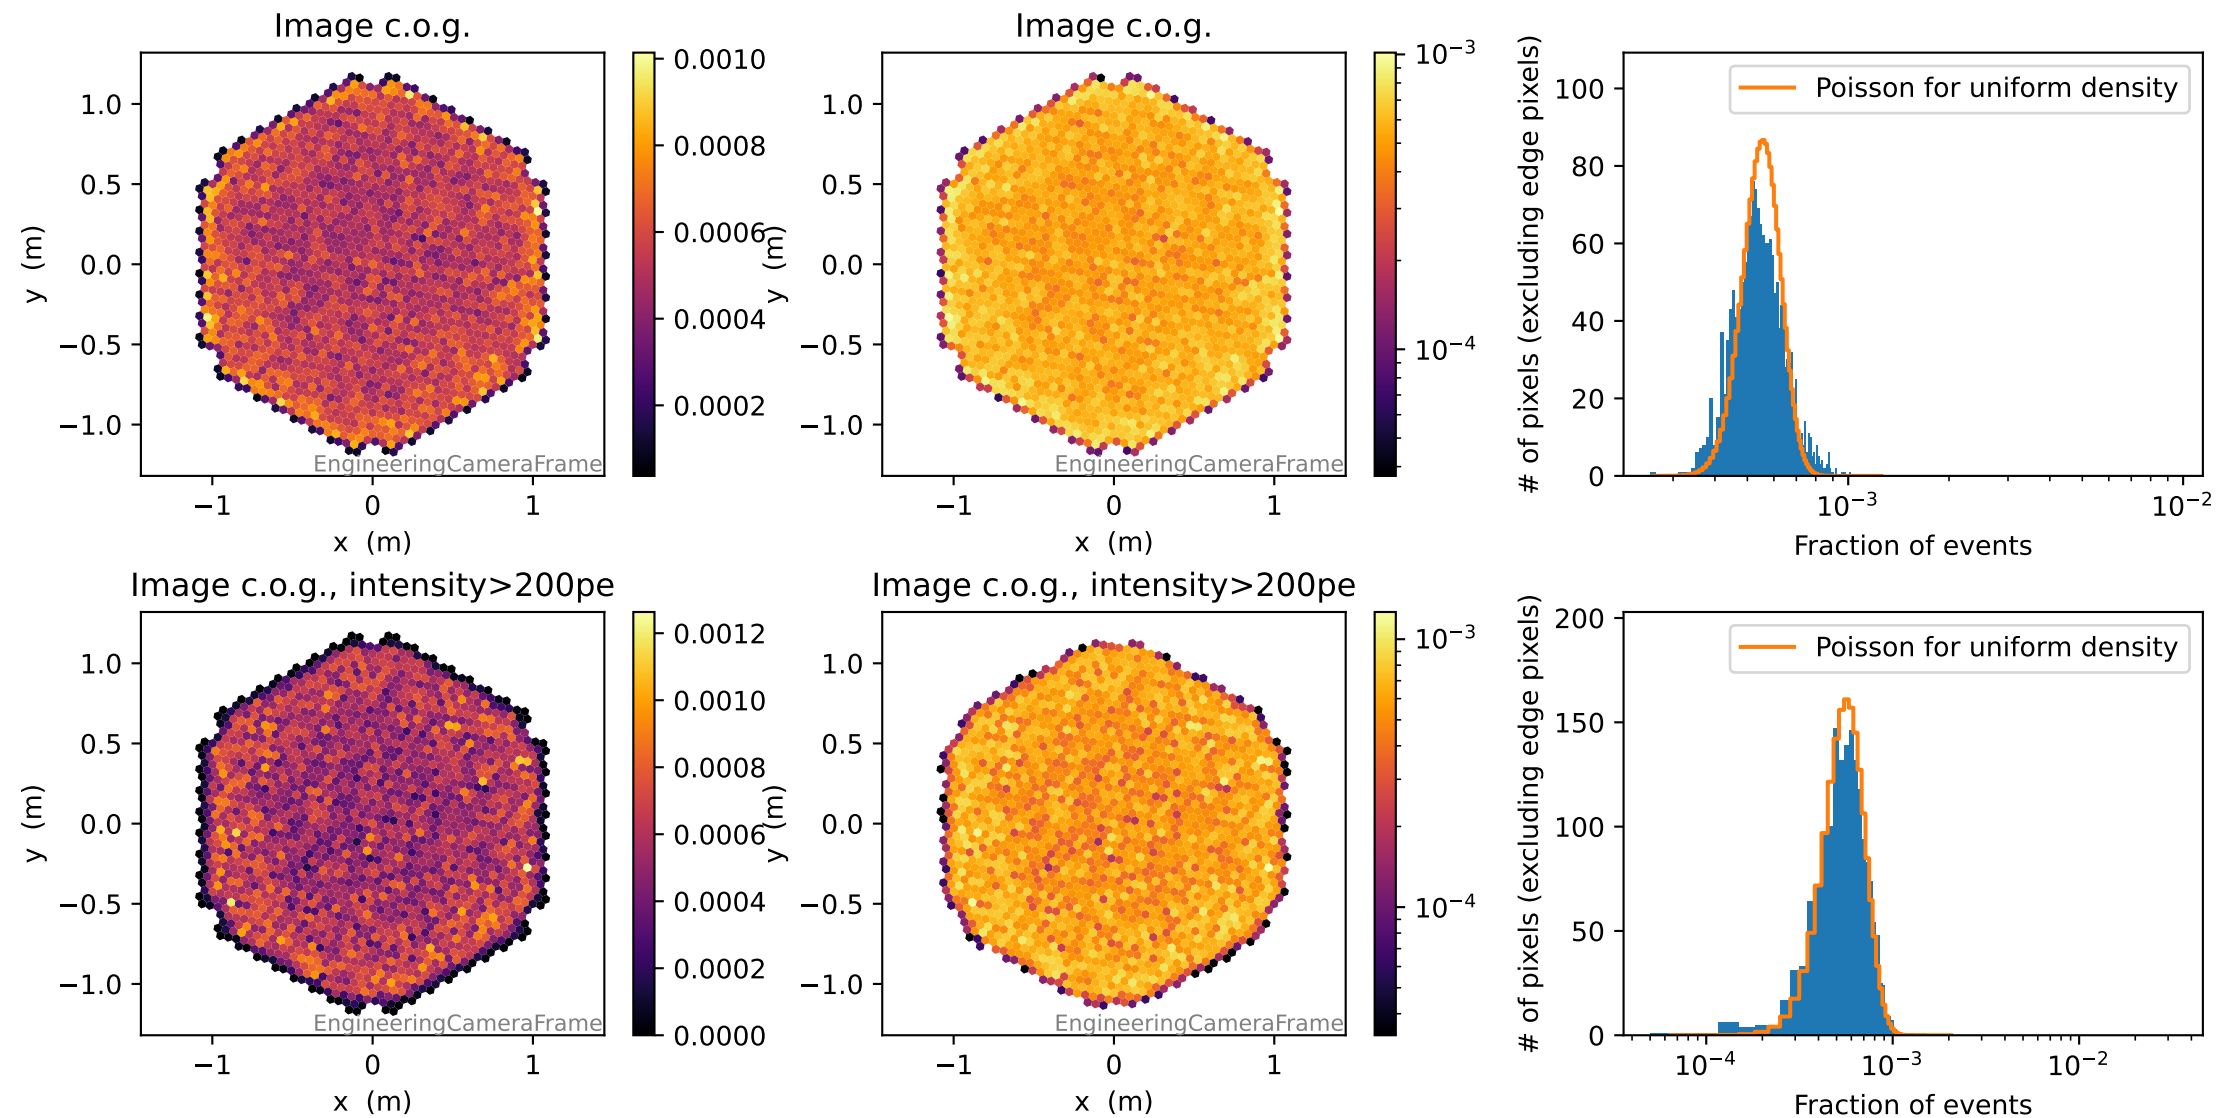 Image c.o.g.
1.0
0.5
0.0
−0.5
−1.0
y (m)
−1
0
1
x (m)
EngineeringCameraFrame
0.0010
0.0008
0.0006
0.0004
0.0002
Image c.o.g.
1.0
0.5
0.0
−0.5
−1.0
y (m)
−1
0
1
x (m)
EngineeringCameraFrame
10⁻³
10⁻⁴
# of pixels (excluding edge pixels)
100
80
60
40
20
0
Poisson for uniform density
10⁻³
10⁻²
Fraction of events
Image c.o.g., intensity>200pe
1.0
0.5
0.0
−0.5
−1.0
y (m)
−1
0
1
x (m)
EngineeringCameraFrame
0.0012
0.0010
0.0008
0.0006
0.0004
0.0002
0.0000
Image c.o.g., intensity>200pe
1.0
0.5
0.0
−0.5
−1.0
y (m)
−1
0
1
x (m)
EngineeringCameraFrame
10⁻³
10⁻⁴
# of pixels (excluding edge pixels)
200
150
100
50
0
Poisson for uniform density
10⁻⁴
10⁻³
10⁻²
Fraction of events